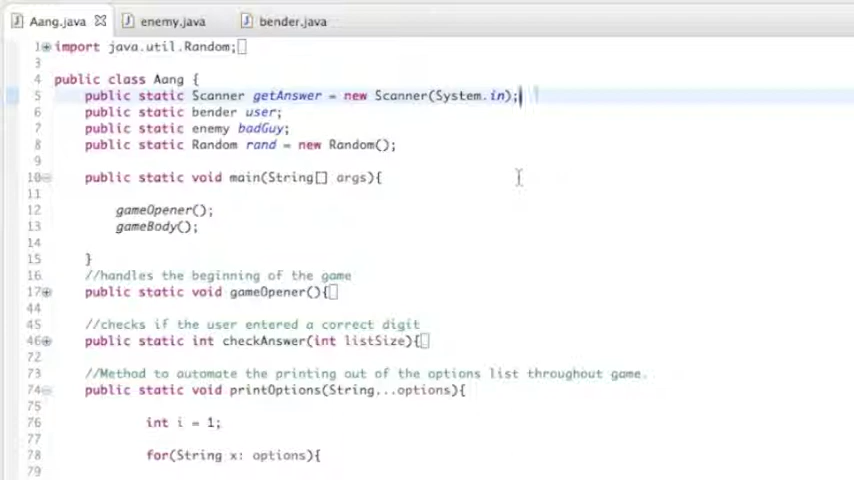 Aang.java enemy.java bender.java
1 import java.util.Random;
3
4 public class Aang {
5 public static Scanner getAnswer = new Scanner(System.in);
6 public static bender user;
7 public static enemy badGuy;
8 public static Random rand = new Random();
9
10 public static void main(String[] args){
11
12 gameOpener();
13 gameBody();
14
15 }
16 //handles the beginning of the game
17 public static void gameOpener(){
44
45 //checks if the user entered a correct digit
46 public static int checkAnswer(int listSize){
72
73 //Method to automate the printing out of the options list throughout game.
74 public static void printOptions(String...options){
75
76 int i = 1;
77
78 for(String x: options){
79